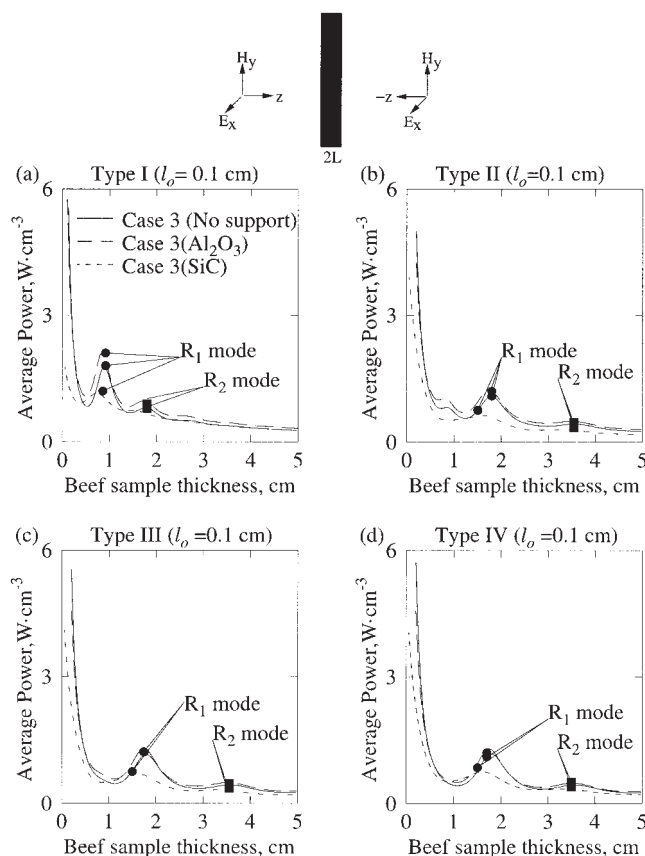 Hy
z
Ex
2L
Hy
−z
Ex
(a) Type I (lo= 0.1 cm)
Average Power,W·cm-3
6
3
0
Case 3 (No support)
Case 3(Al2O3)
Case 3(SiC)
R1 mode
R2 mode
0 1 2 3 4 5
Beef sample thickness, cm
(b) Type II (lo=0.1 cm)
Average Power,W·cm-3
6
3
0
R1 mode
R2 mode
0 1 2 3 4 5
Beef sample thickness, cm
(c) Type III (lo =0.1 cm)
Average Power,W·cm-3
6
3
0
R1 mode
R2 mode
0 1 2 3 4 5
Beef sample thickness, cm
(d) Type IV (lo =0.1 cm)
Average Power,W·cm-3
6
3
0
R1 mode
R2 mode
0 1 2 3 4 5
Beef sample thickness, cm